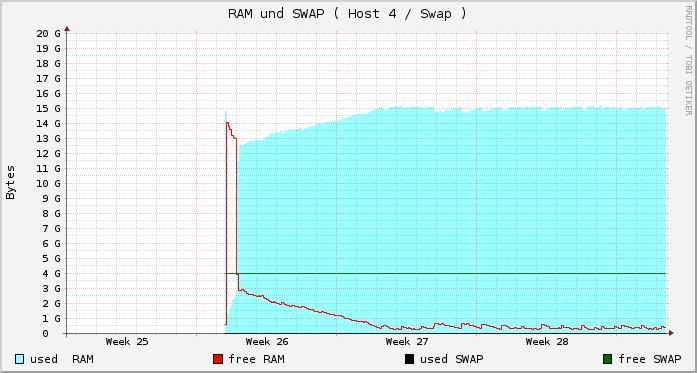 RAM und SWAP ( Host 4 / Swap )
RRDTOOL / TOBI OETIKER
Bytes
20 G
19 G
18 G
17 G
16 G
15 G
14 G
13 G
12 G
11 G
10 G
9 G
8 G
7 G
6 G
5 G
4 G
3 G
2 G
1 G
0
Week 25 Week 26 Week 27 Week 28
used RAM free RAM used SWAP free SWAP